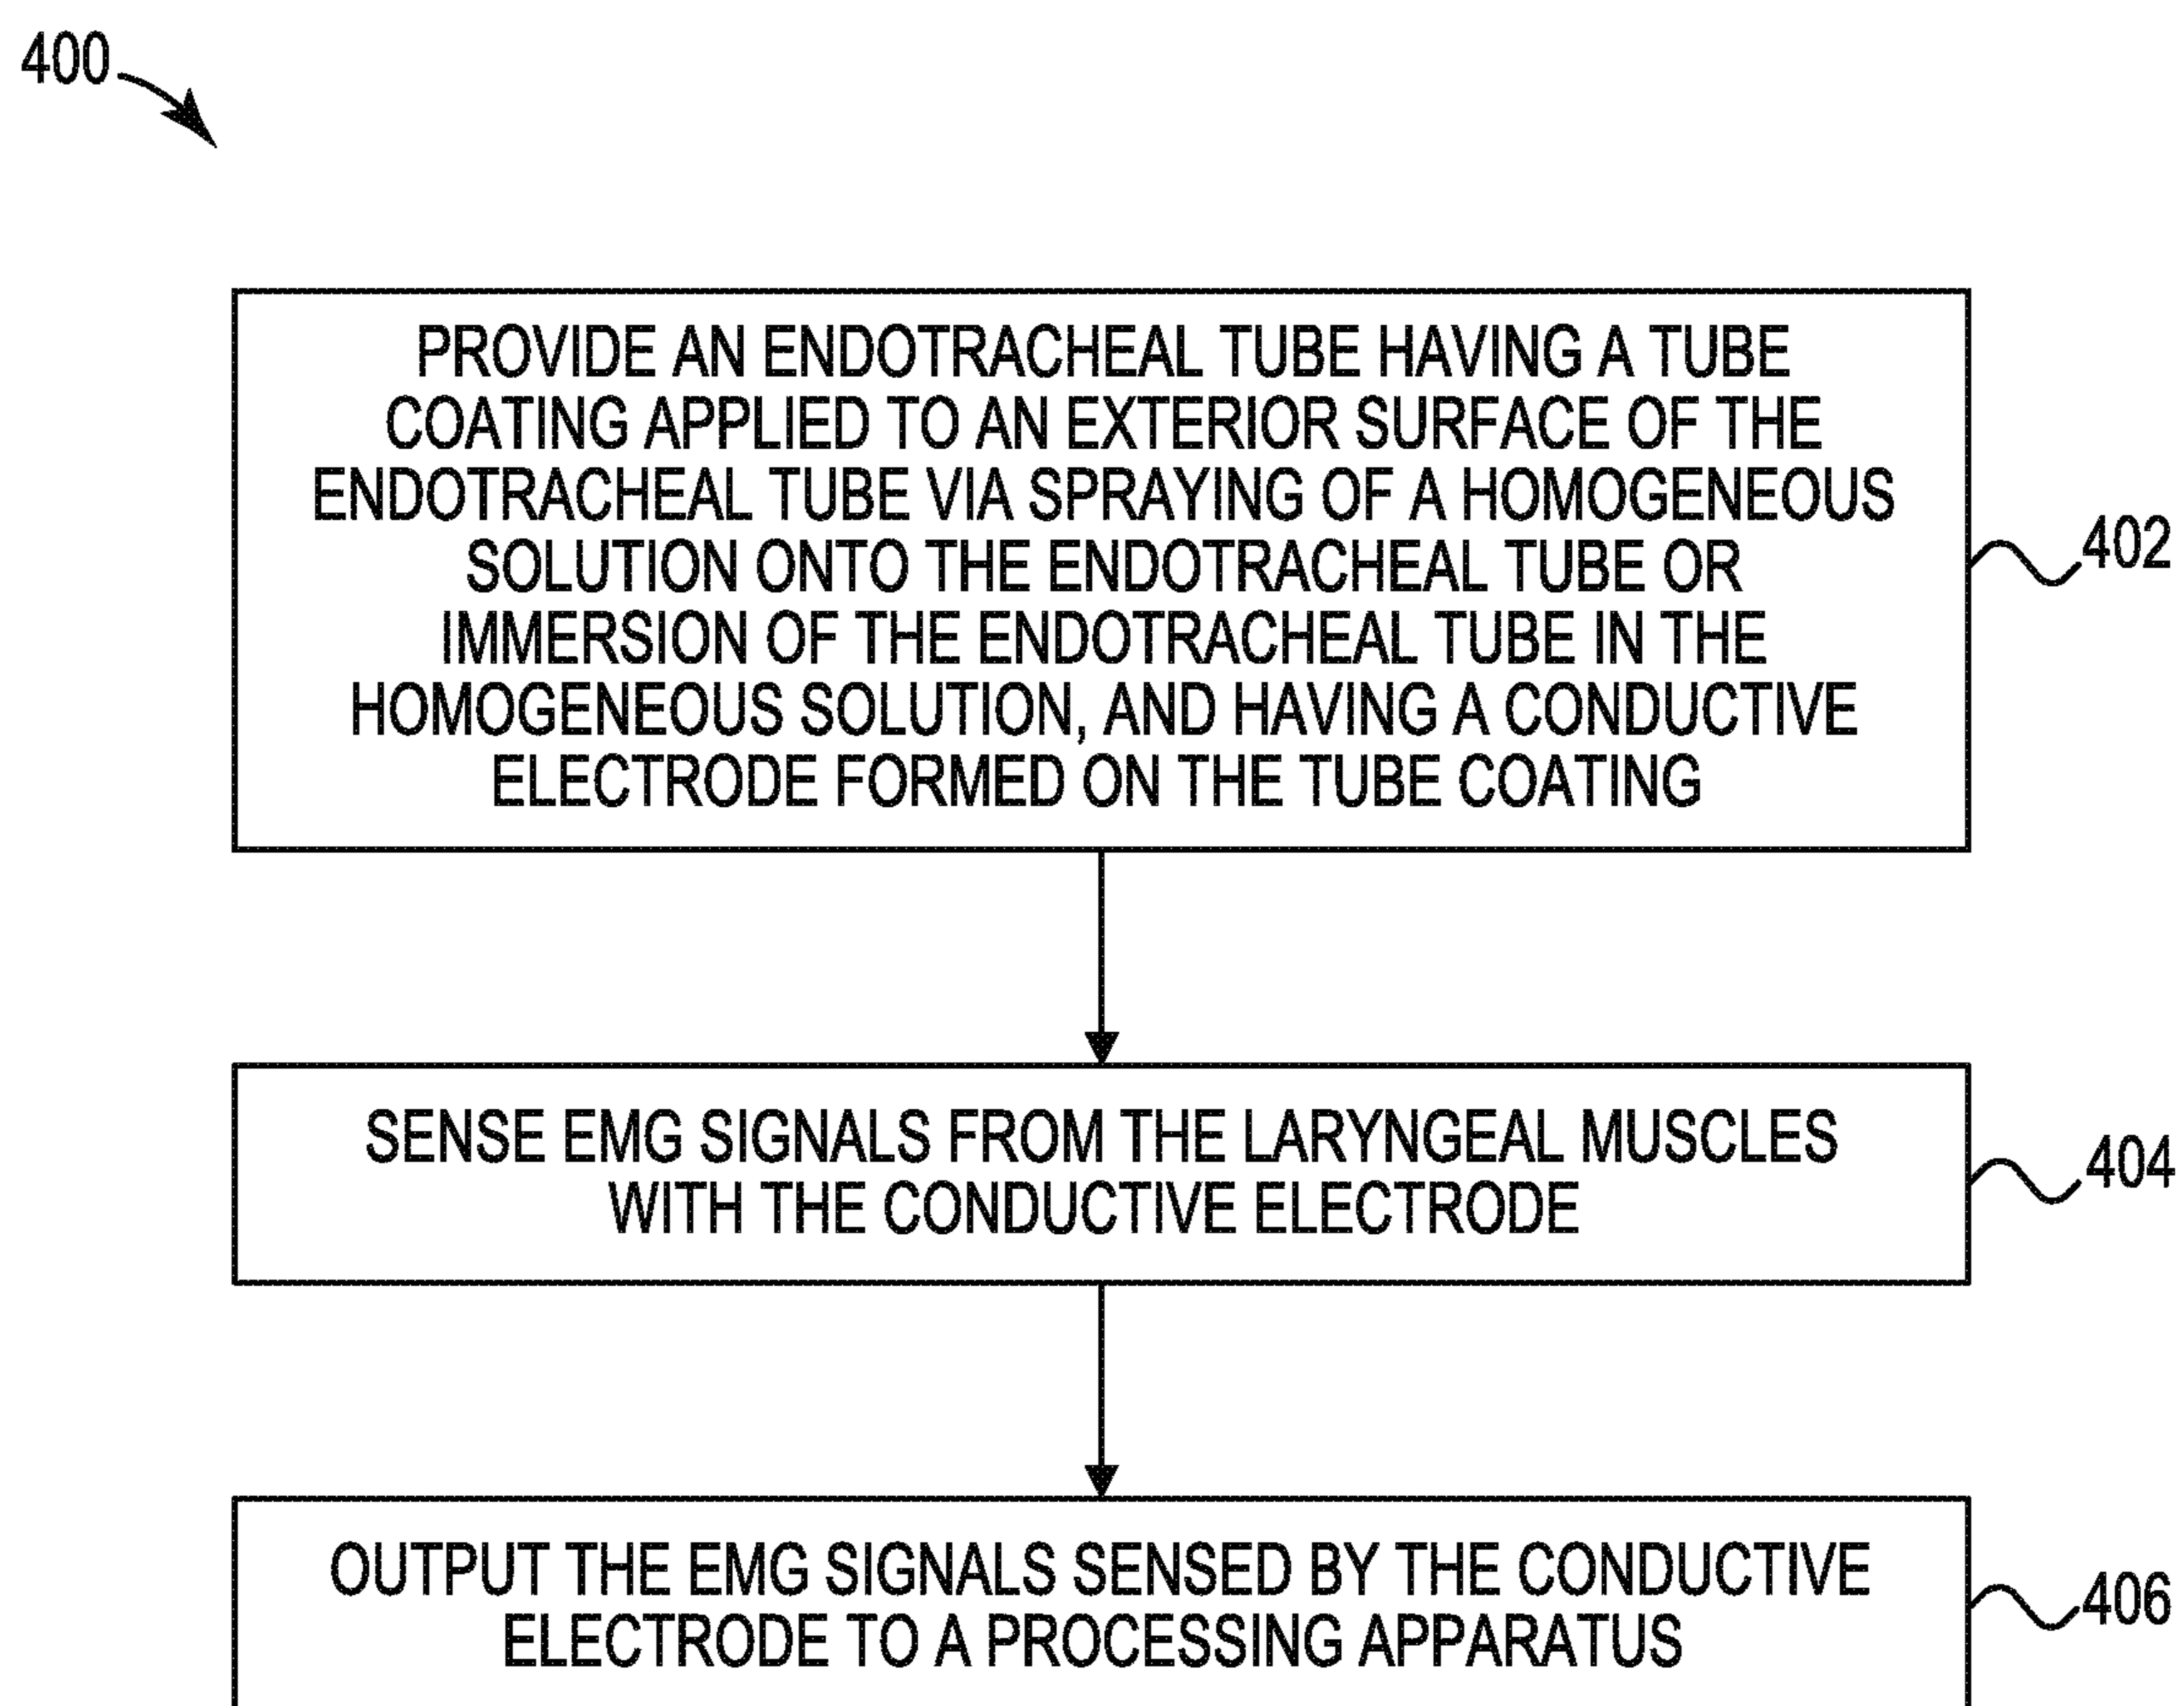 400
PROVIDE AN ENDOTRACHEAL TUBE HAVING A TUBE
COATING APPLIED TO AN EXTERIOR SURFACE OF THE
ENDOTRACHEAL TUBE VIA SPRAYING OF A HOMOGENEOUS
SOLUTION ONTO THE ENDOTRACHEAL TUBE OR
IMMERSION OF THE ENDOTRACHEAL TUBE IN THE
HOMOGENEOUS SOLUTION, AND HAVING A CONDUCTIVE
ELECTRODE FORMED ON THE TUBE COATING
402
SENSE EMG SIGNALS FROM THE LARYNGEAL MUSCLES
WITH THE CONDUCTIVE ELECTRODE
404
OUTPUT THE EMG SIGNALS SENSED BY THE CONDUCTIVE
ELECTRODE TO A PROCESSING APPARATUS
406